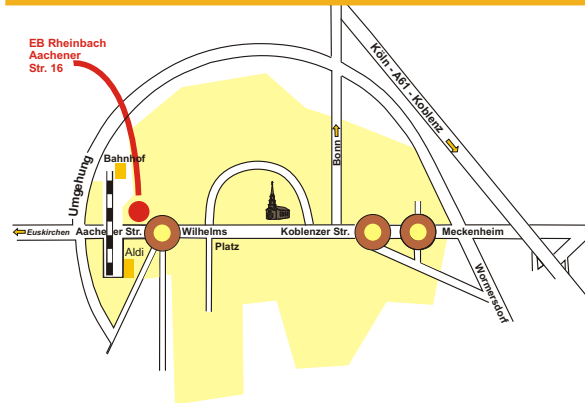 EB Rheinbach
Aachener
Str. 16
Köln - A61 - Koblenz
Umgehung
Bahnhof
Bonn
Euskirchen
Aachener Str.
Wilhelms
Platz
Koblenzer Str.
Meckenheim
Aldi
Wormersdorf